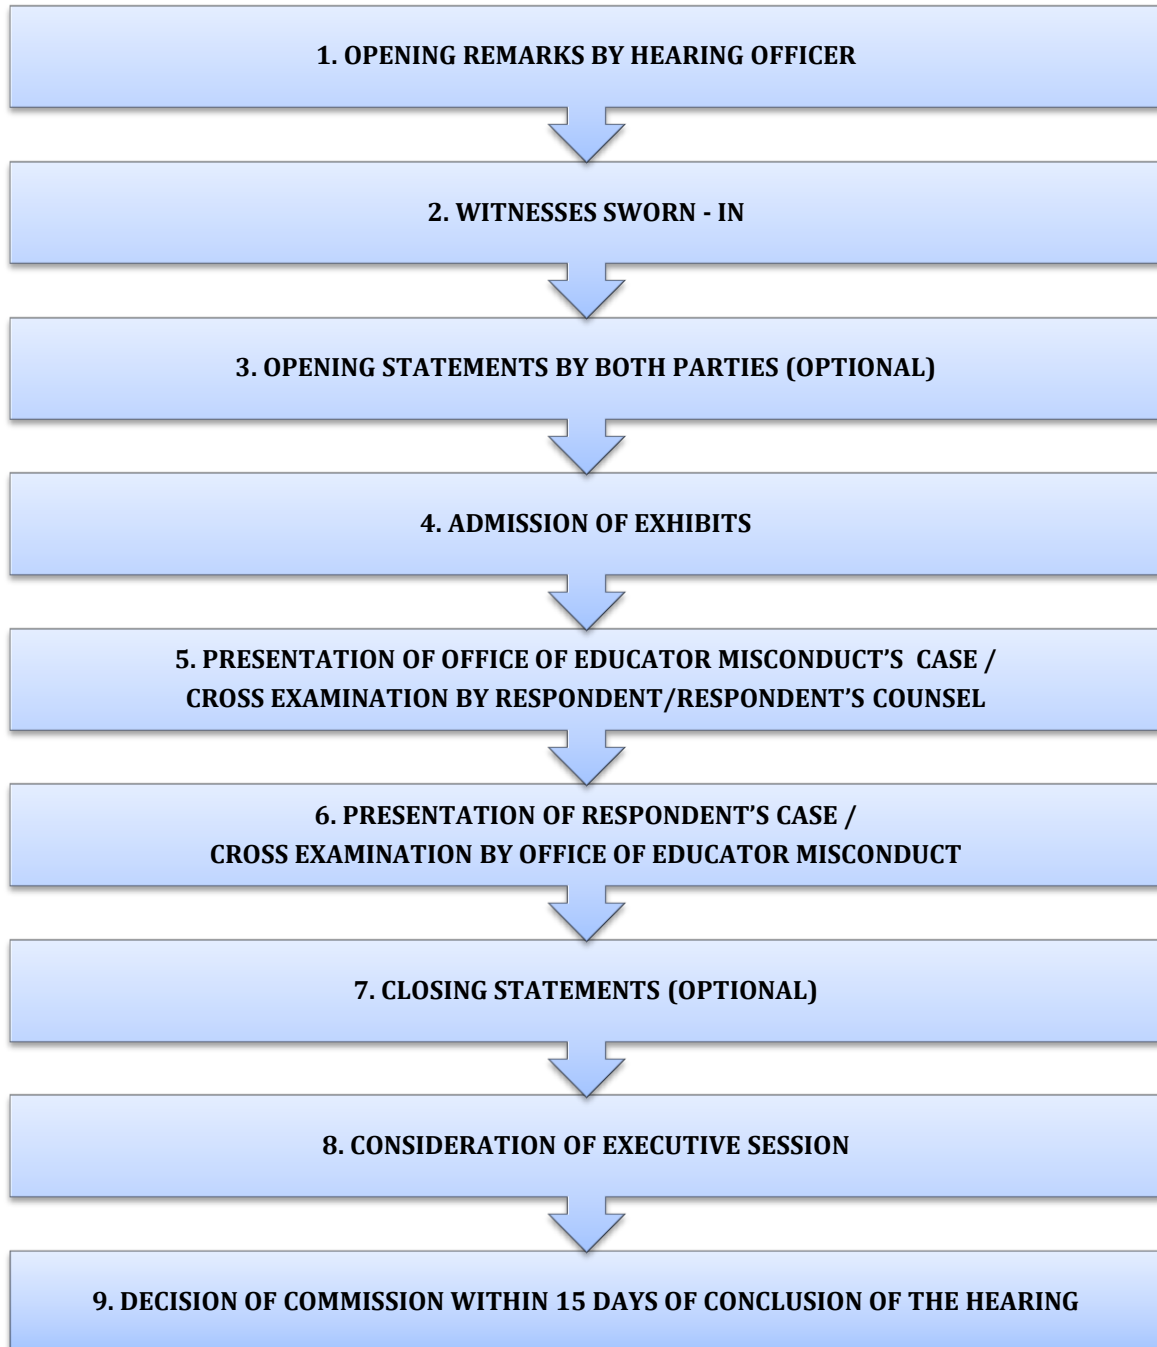 1. OPENING REMARKS BY HEARING OFFICER
2. WITNESSES SWORN - IN
3. OPENING STATEMENTS BY BOTH PARTIES (OPTIONAL)
4. ADMISSION OF EXHIBITS
5. PRESENTATION OF OFFICE OF EDUCATOR MISCONDUCT’S CASE /
CROSS EXAMINATION BY RESPONDENT/RESPONDENT’S COUNSEL
6. PRESENTATION OF RESPONDENT’S CASE /
CROSS EXAMINATION BY OFFICE OF EDUCATOR MISCONDUCT
7. CLOSING STATEMENTS (OPTIONAL)
8. CONSIDERATION OF EXECUTIVE SESSION
9. DECISION OF COMMISSION WITHIN 15 DAYS OF CONCLUSION OF THE HEARING